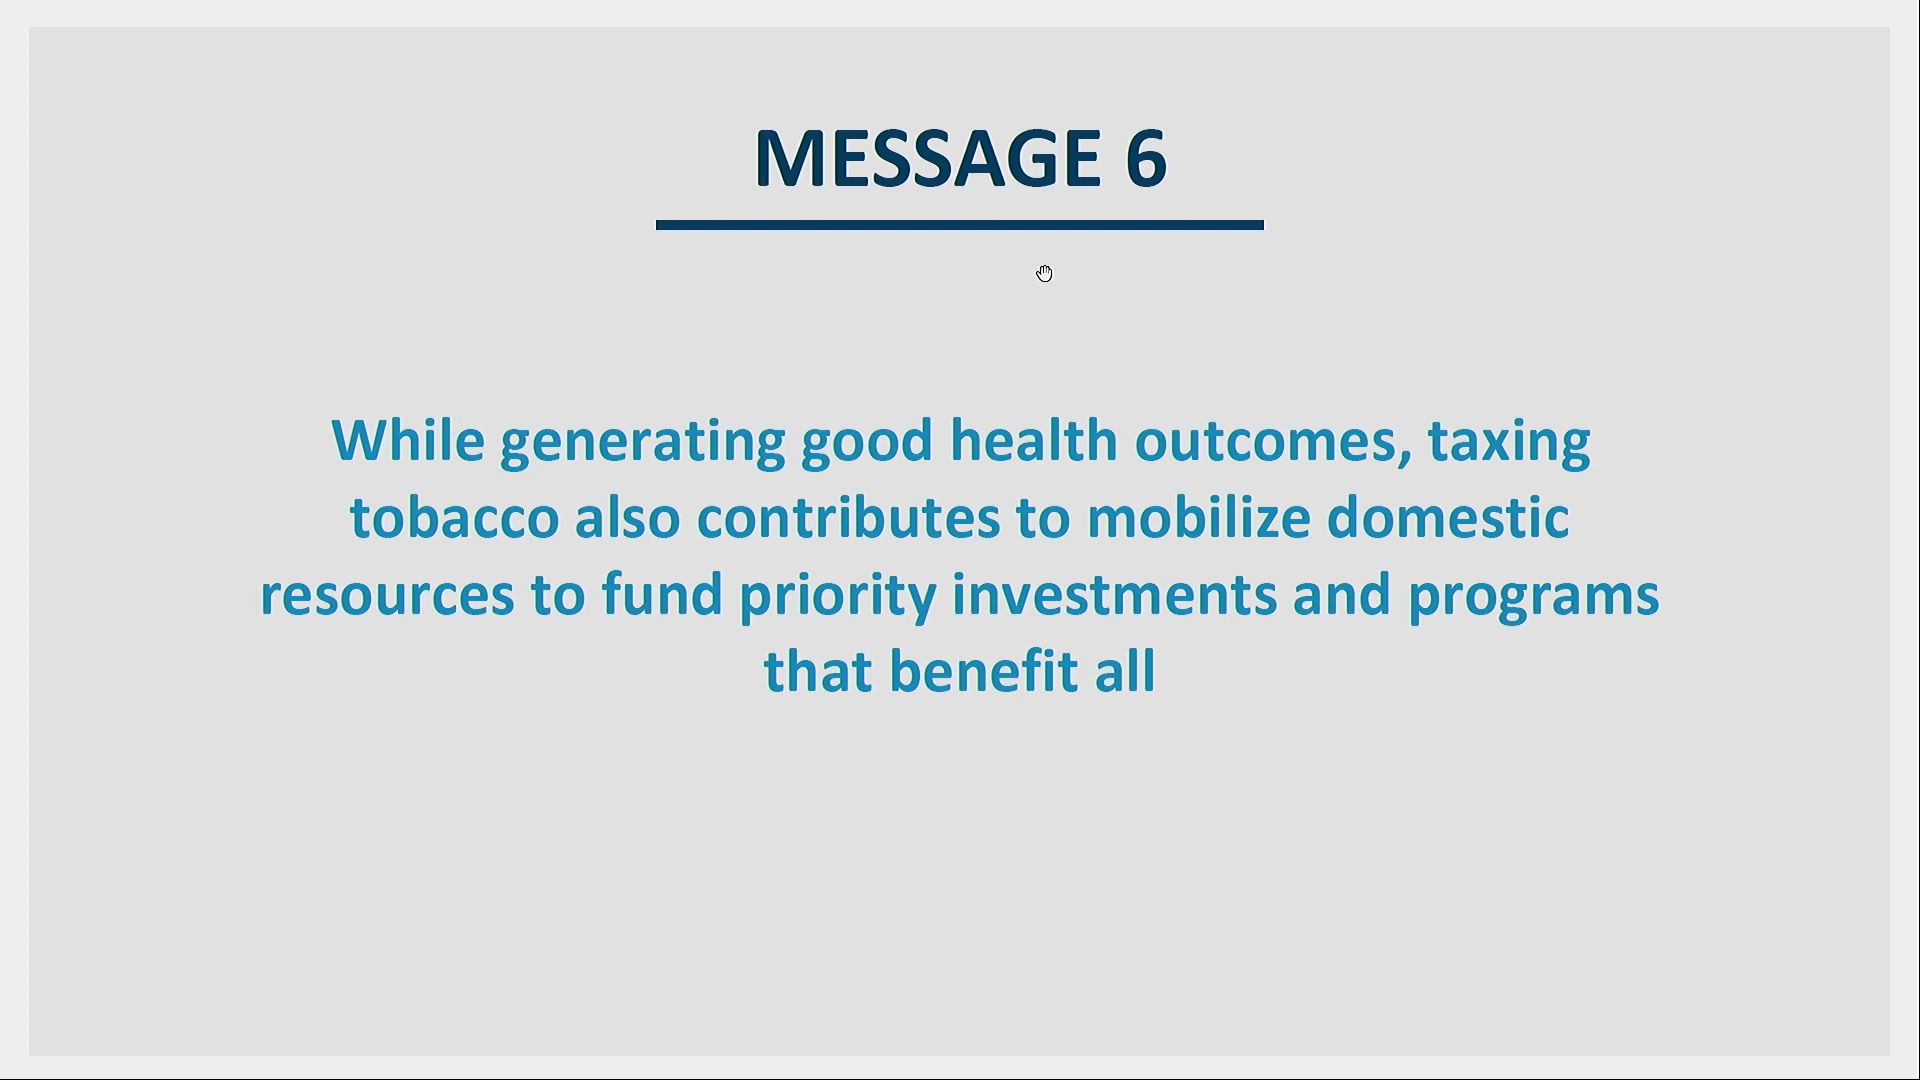 MESSAGE 6
While generating good health outcomes, taxing
tobacco also contributes to mobilize domestic
resources to fund priority investments and programs
that benefit all